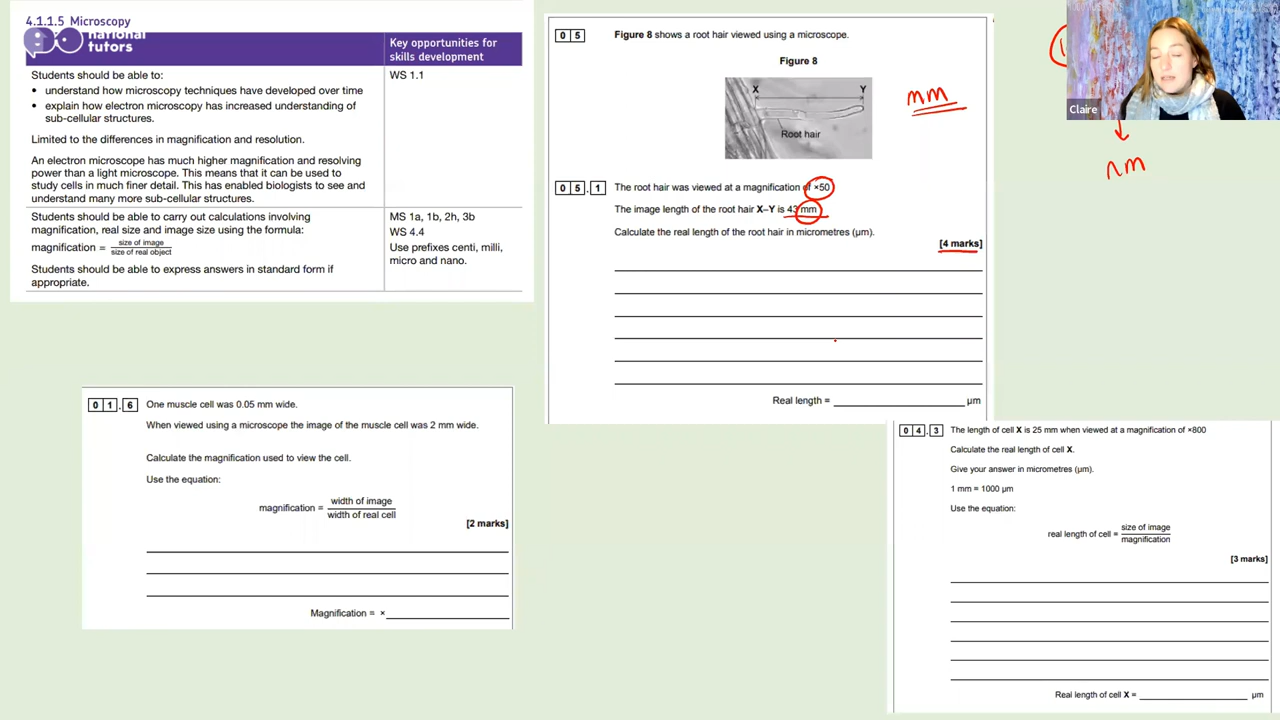 4.1.1.5 Microscopy
national
tutors
Key opportunities for
skills development
Students should be able to:
• understand how microscopy techniques have developed over time
• explain how electron microscopy has increased understanding of
sub-cellular structures.
Limited to the differences in magnification and resolution.
An electron microscope has much higher magnification and resolving
power than a light microscope. This means that it can be used to
study cells in much finer detail. This has enabled biologists to see and
understand many more sub-cellular structures.
WS 1.1
Students should be able to carry out calculations involving
magnification, real size and image size using the formula:
magnification = size of image
size of real object
Students should be able to express answers in standard form if
appropriate.
MS 1a, 1b, 2h, 3b
WS 4.4
Use prefixes centi, milli,
micro and nano.
0 5 Figure 8 shows a root hair viewed using a microscope.
Figure 8
X Y
Root hair
mm
0 5 . 1 The root hair was viewed at a magnification of ×50
The image length of the root hair X–Y is 43 mm
Calculate the real length of the root hair in micrometres (µm).
[4 marks]
Real length = µm
Claire
nm
0 1 . 6 One muscle cell was 0.05 mm wide.
When viewed using a microscope the image of the muscle cell was 2 mm wide.
Calculate the magnification used to view the cell.
Use the equation:
magnification = width of image
width of real cell
[2 marks]
Magnification = ×
0 4 . 3 The length of cell X is 25 mm when viewed at a magnification of ×800
Calculate the real length of cell X.
Give your answer in micrometres (µm).
1 mm = 1000 µm
Use the equation:
real length of cell = size of image
magnification
[3 marks]
Real length of cell X = µm